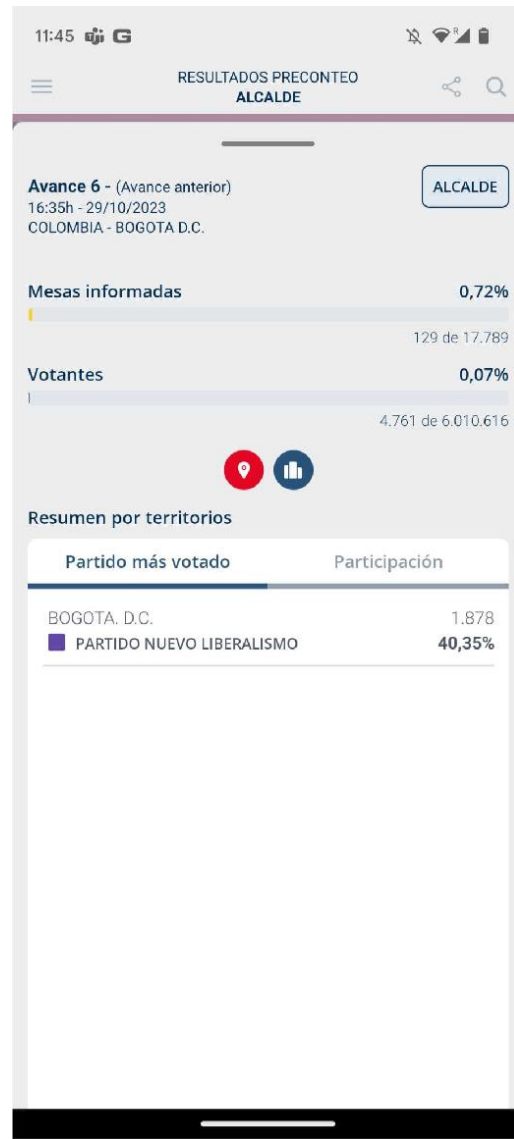 11:45
RESULTADOS PRECONTEO
ALCALDE
Avance 6 - (Avance anterior)
ALCALDE
16:35h - 29/10/2023
COLOMBIA - BOGOTA D.C.
Mesas informadas 0,72%
129 de 17.789
Votantes 0,07%
4.761 de 6.010.616
Resumen por territorios
Partido más votado Participación
BOGOTA. D.C. 1.878
PARTIDO NUEVO LIBERALISMO 40,35%